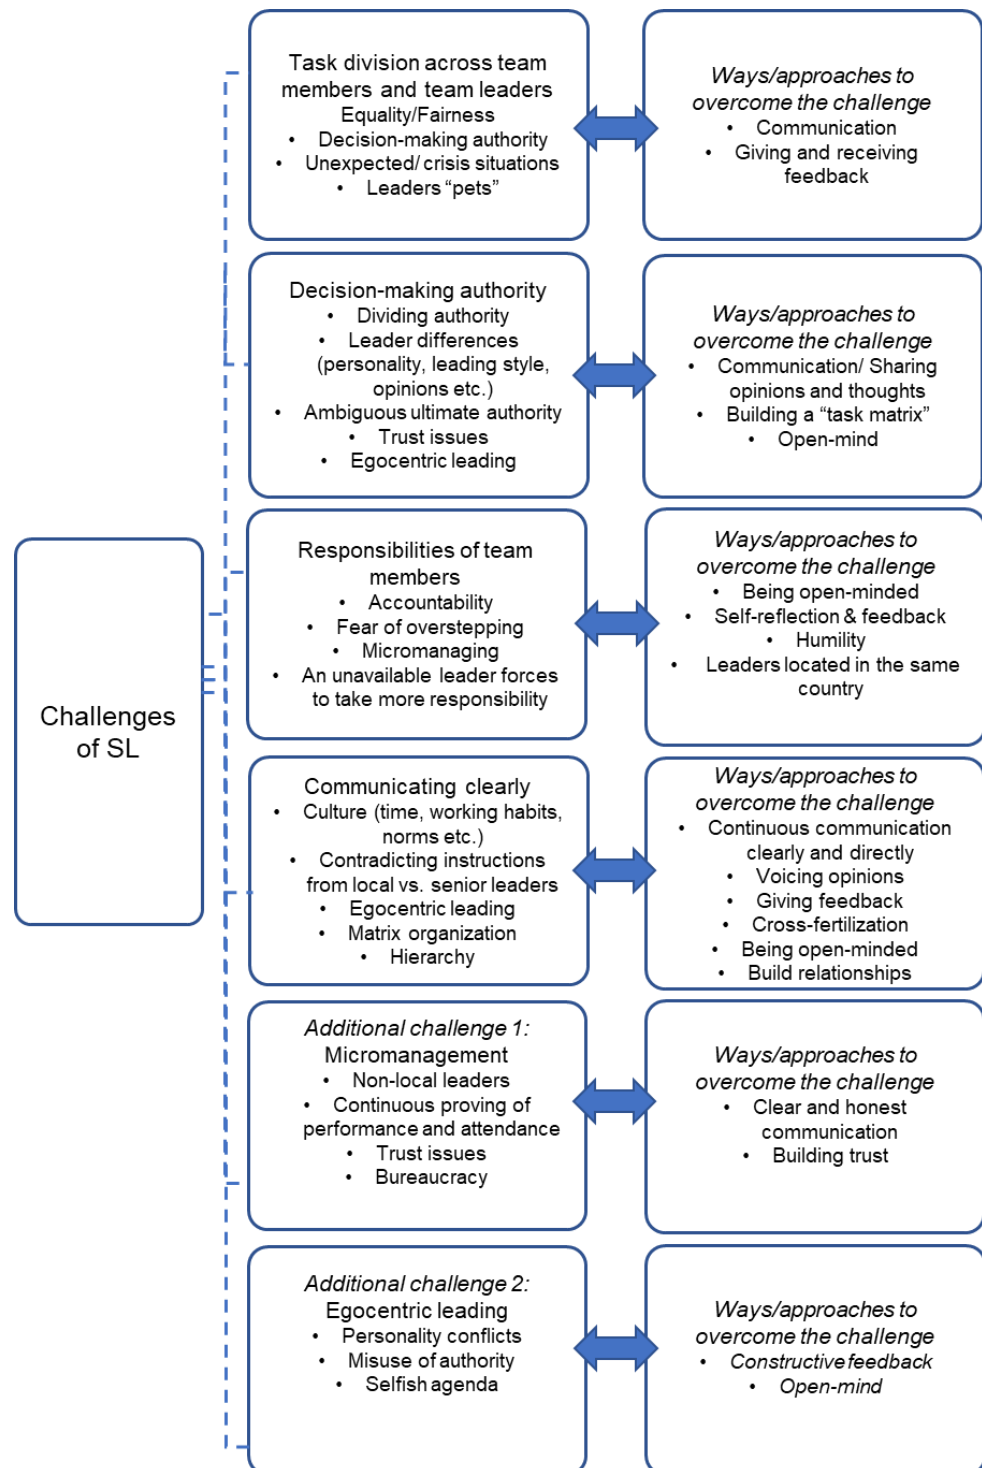 Challenges
of SL
Task division across team
members and team leaders
Equality/Fairness
• Decision-making authority
• Unexpected/ crisis situations
• Leaders “pets”
Ways/approaches to
overcome the challenge
• Communication
• Giving and receiving
feedback
Decision-making authority
• Dividing authority
• Leader differences
(personality, leading style,
opinions etc.)
• Ambiguous ultimate authority
• Trust issues
• Egocentric leading
Ways/approaches to
overcome the challenge
• Communication/ Sharing
opinions and thoughts
• Building a “task matrix”
• Open-mind
Responsibilities of team
members
• Accountability
• Fear of overstepping
• Micromanaging
• An unavailable leader forces
to take more responsibility
Ways/approaches to
overcome the challenge
• Being open-minded
• Self-reflection & feedback
• Humility
• Leaders located in the same
country
Communicating clearly
• Culture (time, working habits,
norms etc.)
• Contradicting instructions
from local vs. senior leaders
• Egocentric leading
• Matrix organization
• Hierarchy
Ways/approaches to
overcome the challenge
• Continuous communication
clearly and directly
• Voicing opinions
• Giving feedback
• Cross-fertilization
• Being open-minded
• Build relationships
Additional challenge 1:
Micromanagement
• Non-local leaders
• Continuous proving of
performance and attendance
• Trust issues
• Bureaucracy
Ways/approaches to
overcome the challenge
• Clear and honest
communication
• Building trust
Additional challenge 2:
Egocentric leading
• Personality conflicts
• Misuse of authority
• Selfish agenda
Ways/approaches to
overcome the challenge
• Constructive feedback
• Open-mind